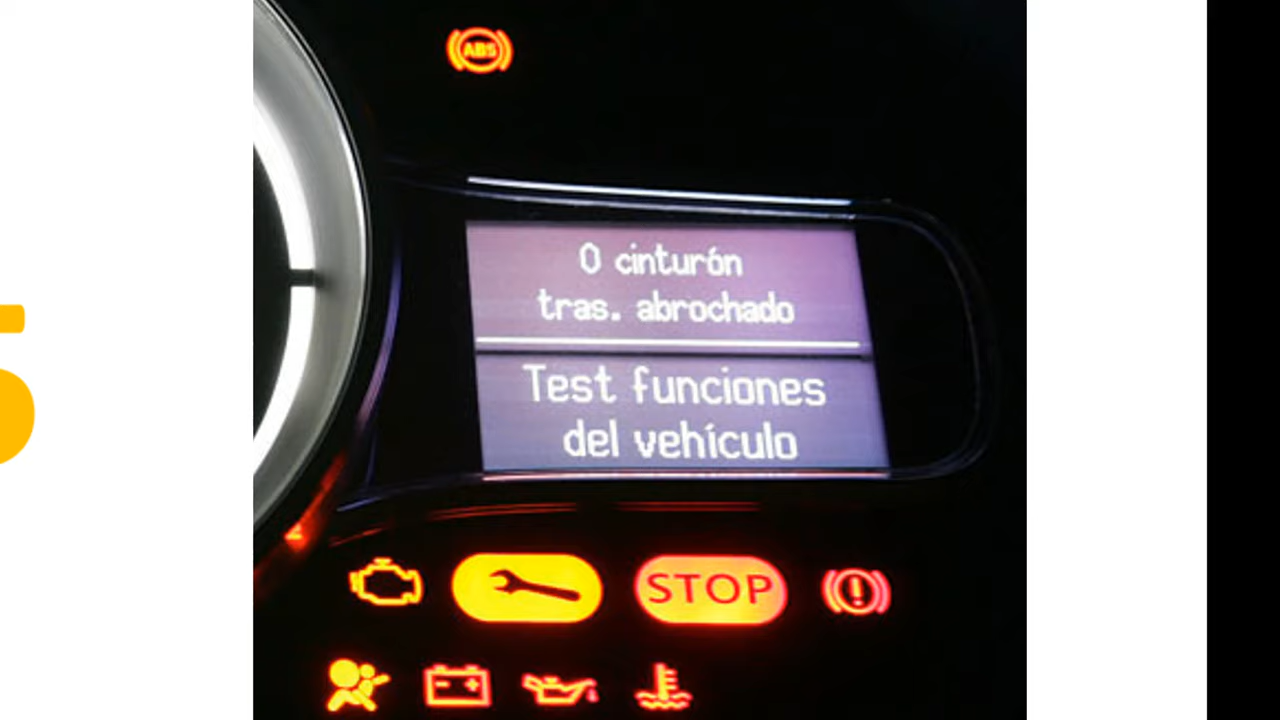 ABS
0 cinturón
tras. abrochado
Test funciones
del vehículo
STOP